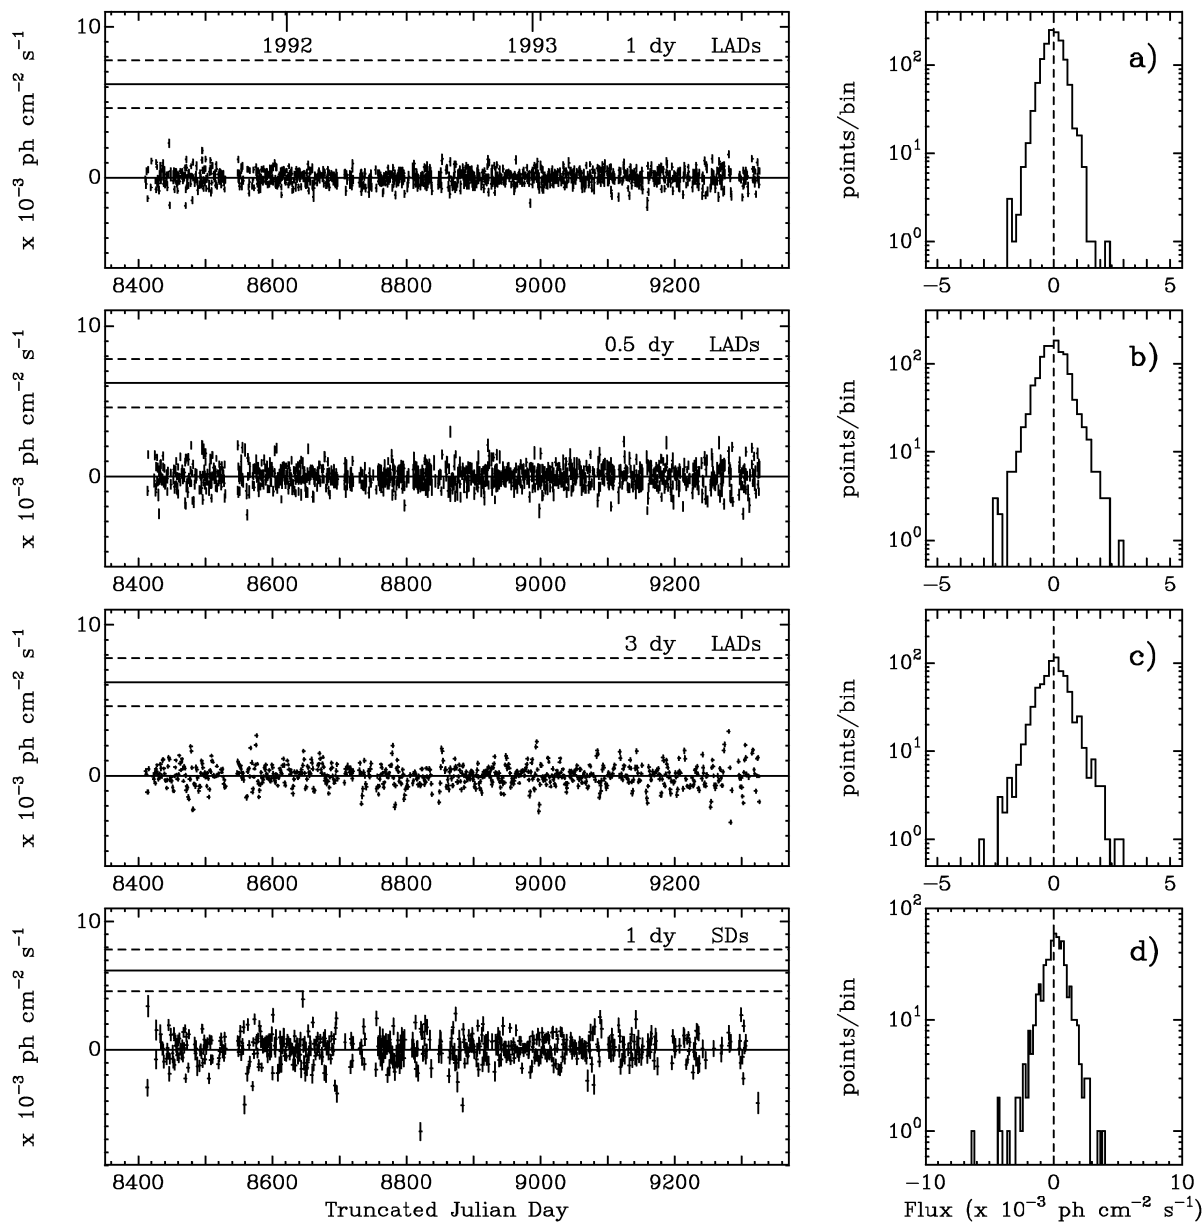 10
1992
1993
1 dy LADs
0
x 10−3 ph cm−2 s−1
8400 8600 8800 9000 9200
a)
10²
10¹
10⁰
points/bin
−5 0 5
10
0.5 dy LADs
0
x 10−3 ph cm−2 s−1
8400 8600 8800 9000 9200
b)
10²
10¹
10⁰
points/bin
−5 0 5
10
3 dy LADs
0
x 10−3 ph cm−2 s−1
8400 8600 8800 9000 9200
c)
10²
10¹
10⁰
points/bin
−5 0 5
10
1 dy SDs
0
x 10−3 ph cm−2 s−1
8400 8600 8800 9000 9200
Truncated Julian Day
d)
10²
10¹
10⁰
points/bin
−10 0 10
Flux (x 10−3 ph cm−2 s−1)